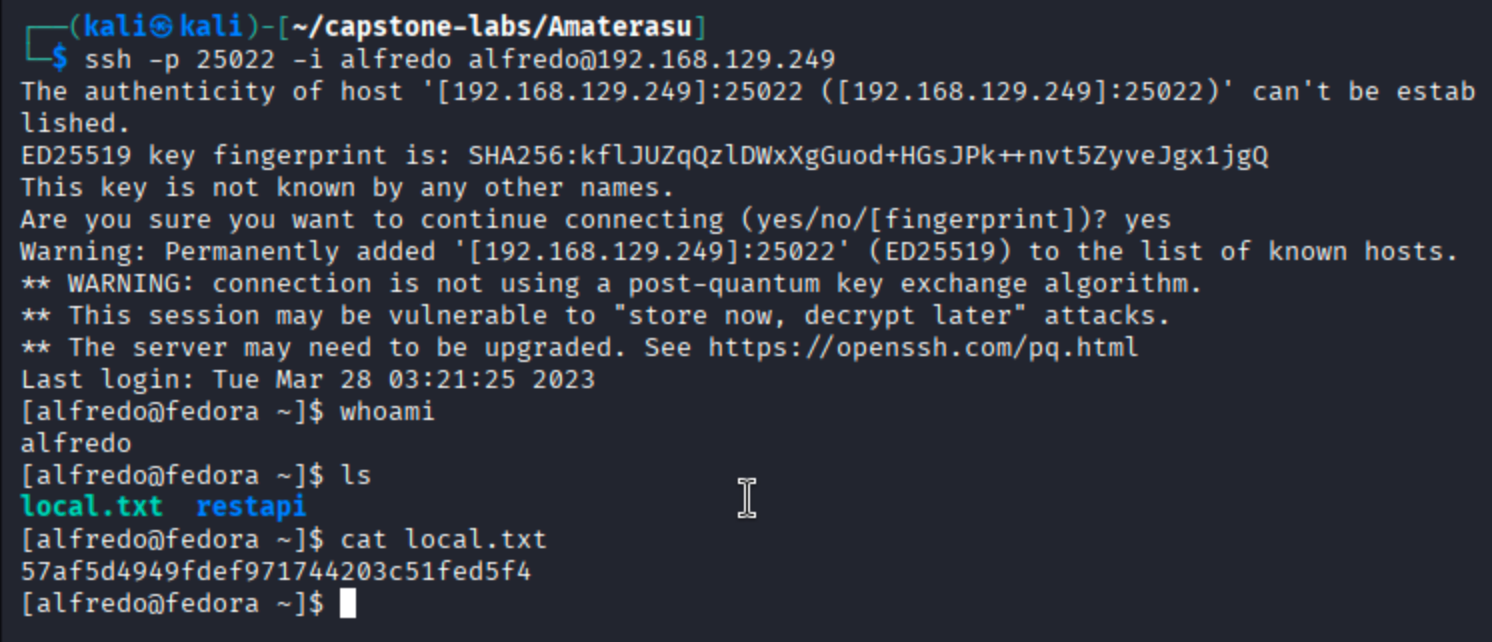 ┌──(kali㉿kali)-[~/capstone-labs/Amaterasu]
└─$ ssh -p 25022 -i alfredo alfredo@192.168.129.249
The authenticity of host '[192.168.129.249]:25022 ([192.168.129.249]:25022)' can't be estab
lished.
ED25519 key fingerprint is: SHA256:kflJUZqQzlDWxXgGuod+HGsJPk++nvt5ZyveJgx1jgQ
This key is not known by any other names.
Are you sure you want to continue connecting (yes/no/[fingerprint])? yes
Warning: Permanently added '[192.168.129.249]:25022' (ED25519) to the list of known hosts.
** WARNING: connection is not using a post-quantum key exchange algorithm.
** This session may be vulnerable to "store now, decrypt later" attacks.
** The server may need to be upgraded. See https://openssh.com/pq.html
Last login: Tue Mar 28 03:21:25 2023
[alfredo@fedora ~]$ whoami
alfredo
[alfredo@fedora ~]$ ls
local.txt  restapi
[alfredo@fedora ~]$ cat local.txt
57af5d4949fdef971744203c51fed5f4
[alfredo@fedora ~]$